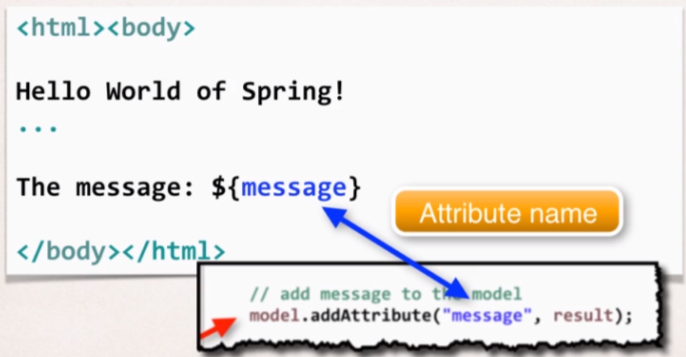 <html><body>
Hello World of Spring!
...
The message: ${message}
Attribute name
</body></html>
// add message to the model
model.addAttribute("message", result);